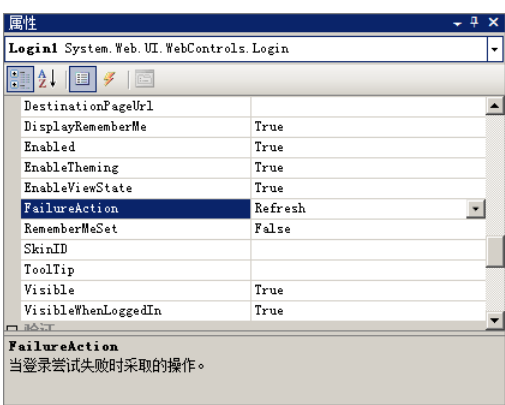 属性
Login1 System.Web.UI.WebControls.Login
DestinationPageUrl
DisplayRememberMe True
Enabled True
EnableTheming True
EnableViewState True
FailureAction Refresh
RememberMeSet False
SkinID
ToolTip
Visible True
VisibleWhenLoggedIn True
验证
FailureAction
当登录尝试失败时采取的操作。